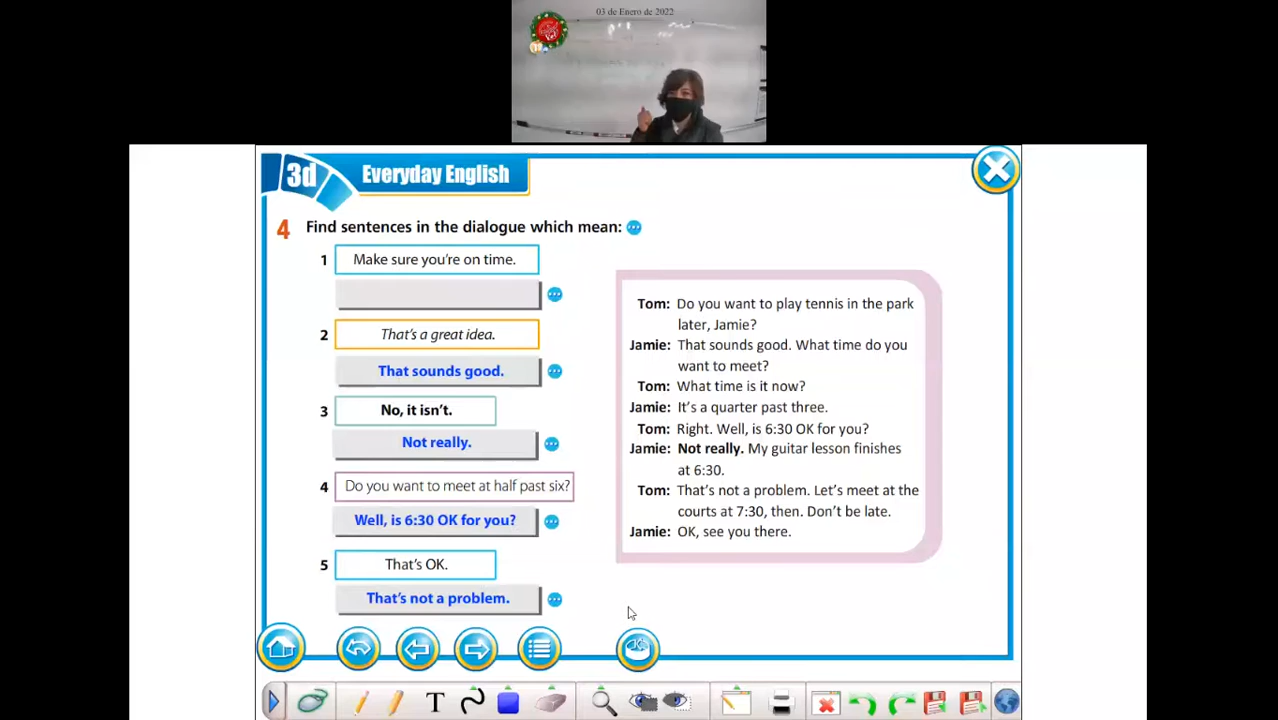 03 de Enero de 2022
3d Everyday English
4 Find sentences in the dialogue which mean:
1 Make sure you're on time.
2 That's a great idea.
That sounds good.
3 No, it isn't.
Not really.
4 Do you want to meet at half past six?
Well, is 6:30 OK for you?
5 That's OK.
That's not a problem.
Tom: Do you want to play tennis in the park
later, Jamie?
Jamie: That sounds good. What time do you
want to meet?
Tom: What time is it now?
Jamie: It's a quarter past three.
Tom: Right. Well, is 6:30 OK for you?
Jamie: Not really. My guitar lesson finishes
at 6:30.
Tom: That's not a problem. Let's meet at the
courts at 7:30, then. Don't be late.
Jamie: OK, see you there.
T